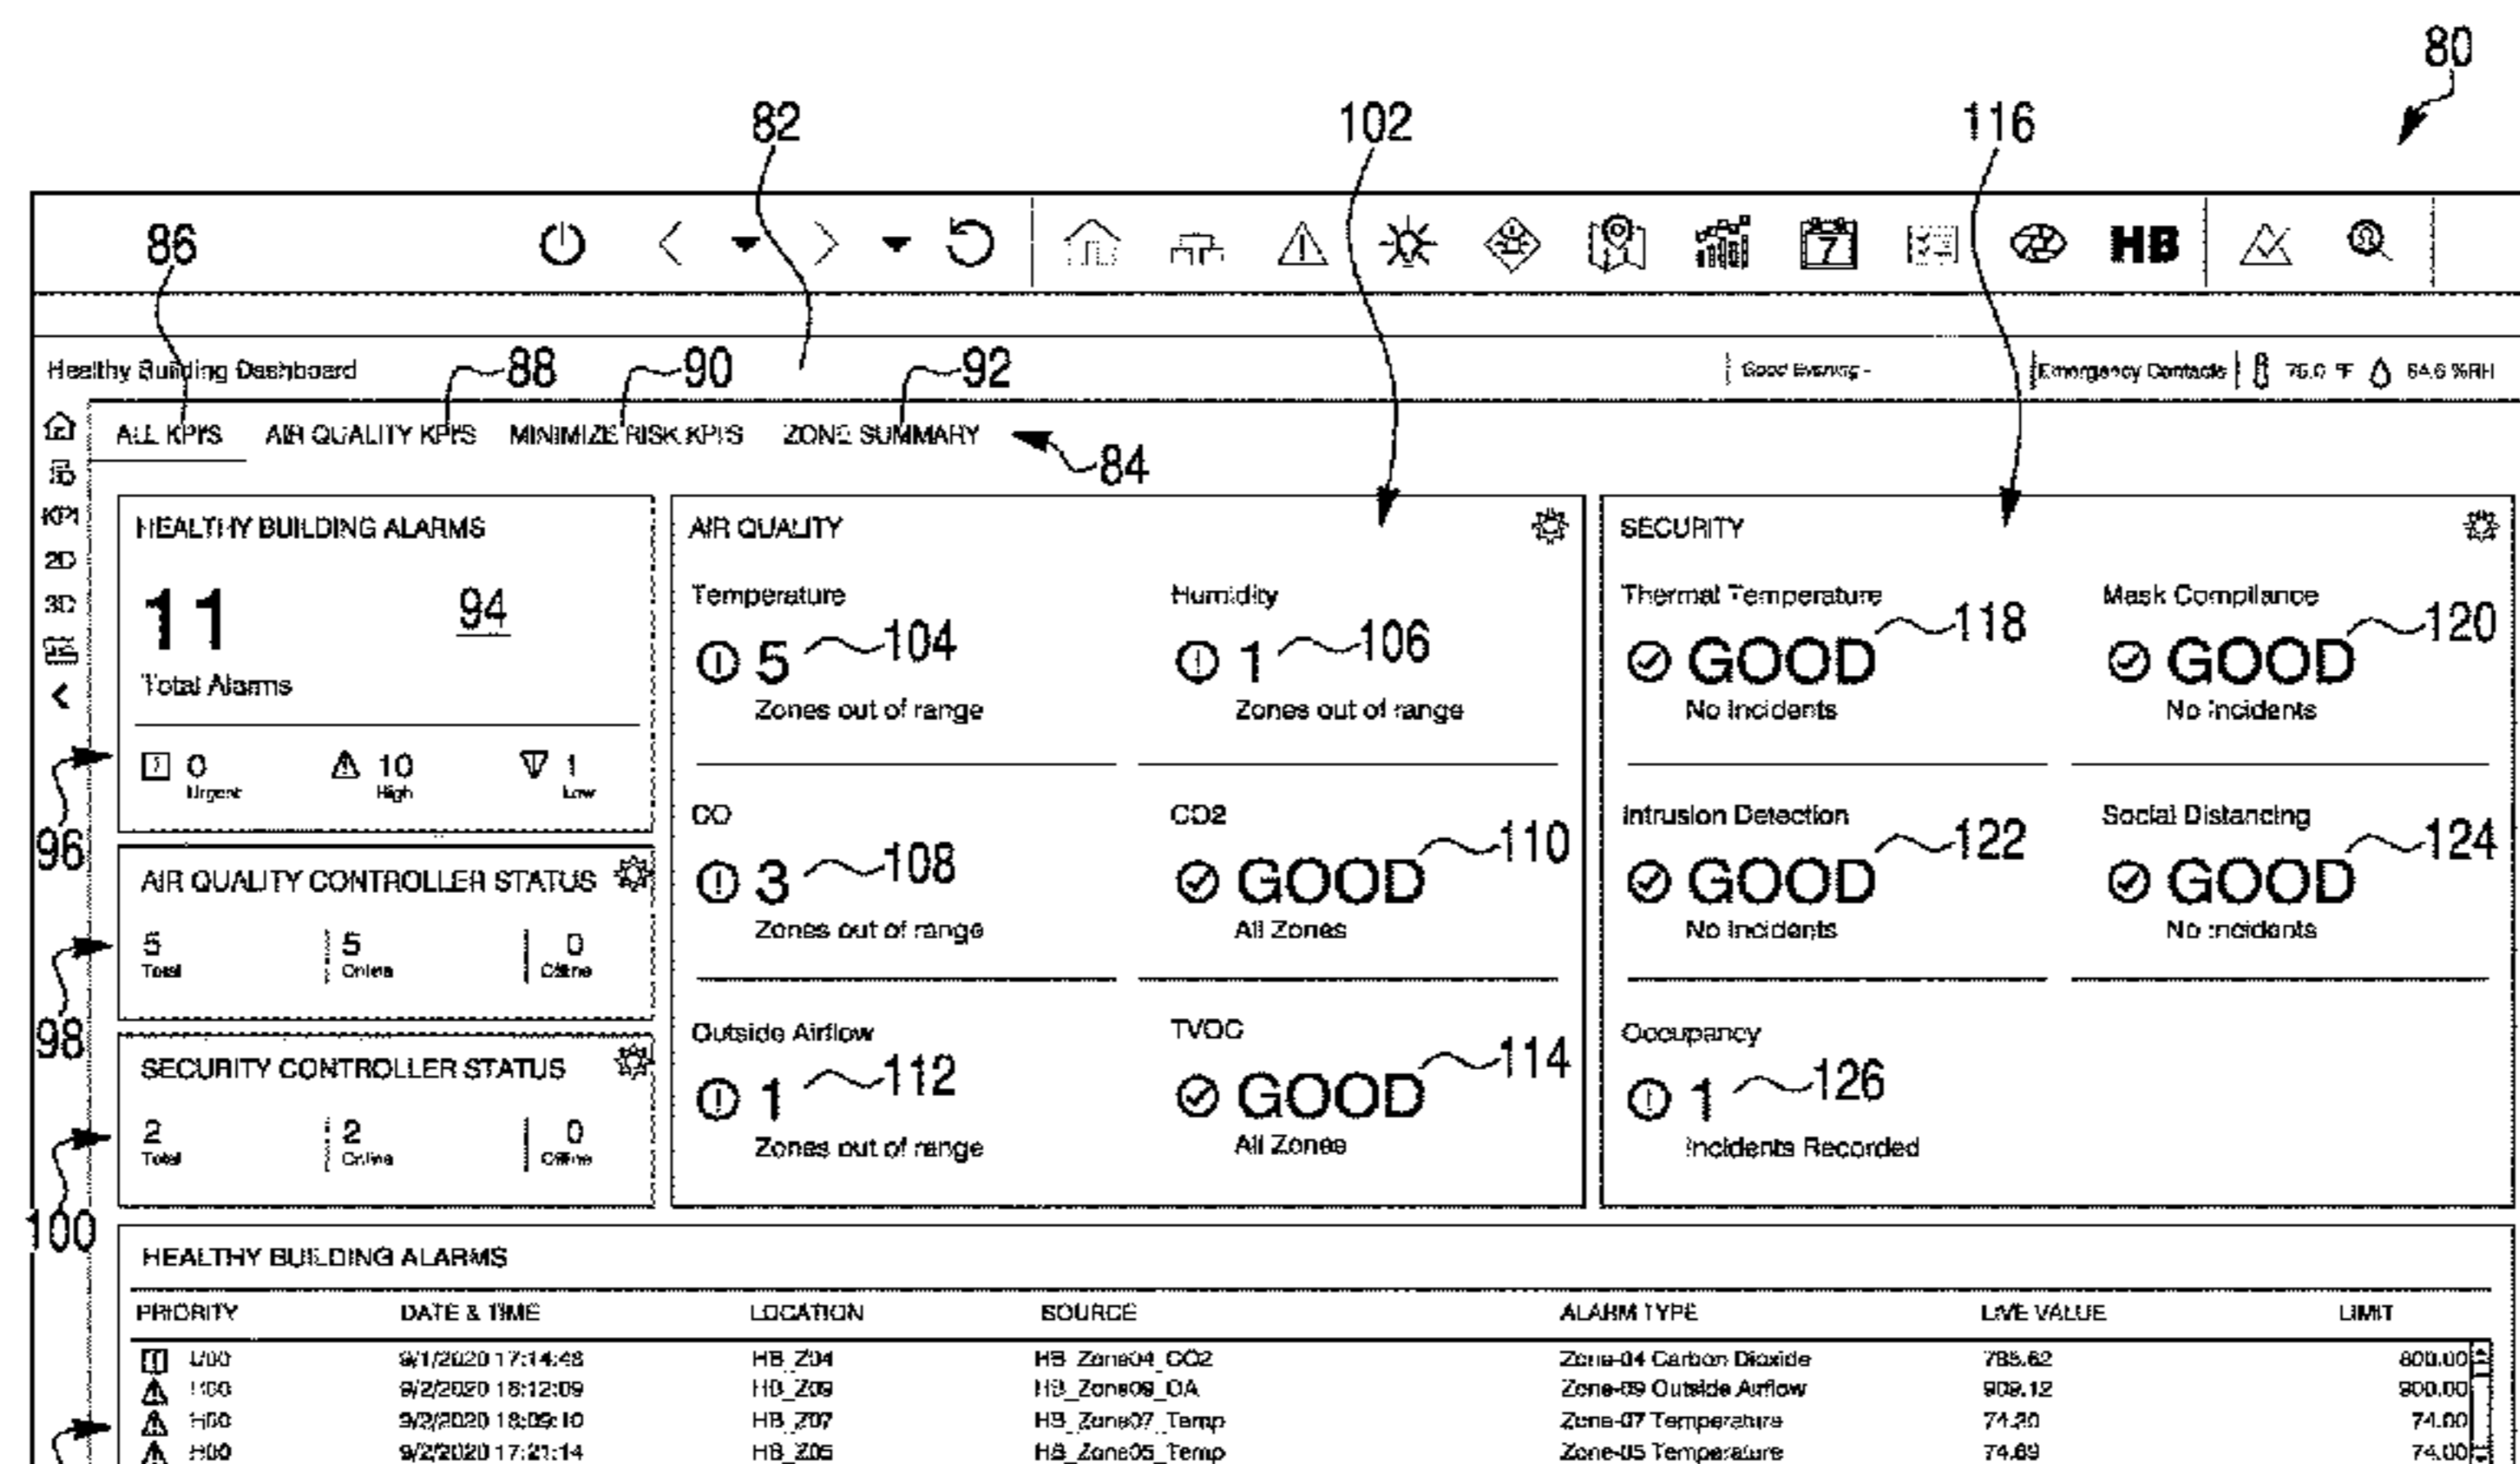 80
82 102 116
86
7 HB
Healthy Building Dashboard 88 90 92 Good Evening - Emergency Contacts 76.0 °F %RH
ALL KPI'S AIR QUALITY KPI'S MINIMIZE RISK KPI'S ZONE SUMMARY 84
KPI
2D
3D
HEALTHY BUILDING ALARMS
11 94
Total Alarms
0 Urgent 10 High 1 Low
96
AIR QUALITY CONTROLLER STATUS
5 Total 5 Online 0 Offline
98
SECURITY CONTROLLER STATUS
2 Total 2 Online 0 Offline
100
AIR QUALITY
Temperature Humidity
5 104 1 106
Zones out of range Zones out of range
CO CO2
3 108 GOOD 110
Zones out of range All Zones
Outside Airflow TVOC
1 112 GOOD 114
Zones out of range All Zones
SECURITY
Thermal Temperature Mask Compliance
GOOD 118 GOOD 120
No Incidents No Incidents
Intrusion Detection Social Distancing
GOOD 122 GOOD 124
No Incidents No Incidents
Occupancy
1 126
Incidents Recorded
HEALTHY BUILDING ALARMS
PRIORITY DATE & TIME LOCATION SOURCE ALARM TYPE LIVE VALUE LIMIT
U00 9/1/2020 17:14:48 HB_Z04 HB_Zone04_CO2 Zone-04 Carbon Dioxide 785.62 800.00
H00 9/2/2020 18:12:09 HB_Z09 HB_Zone09_OA Zone-09 Outside Airflow 909.12 900.00
H00 9/2/2020 18:09:10 HB_Z07 HB_Zone07_Temp Zone-07 Temperature 74.20 74.00
H00 9/2/2020 17:21:14 HB_Z05 HB_Zone05_Temp Zone-05 Temperature 74.69 74.00